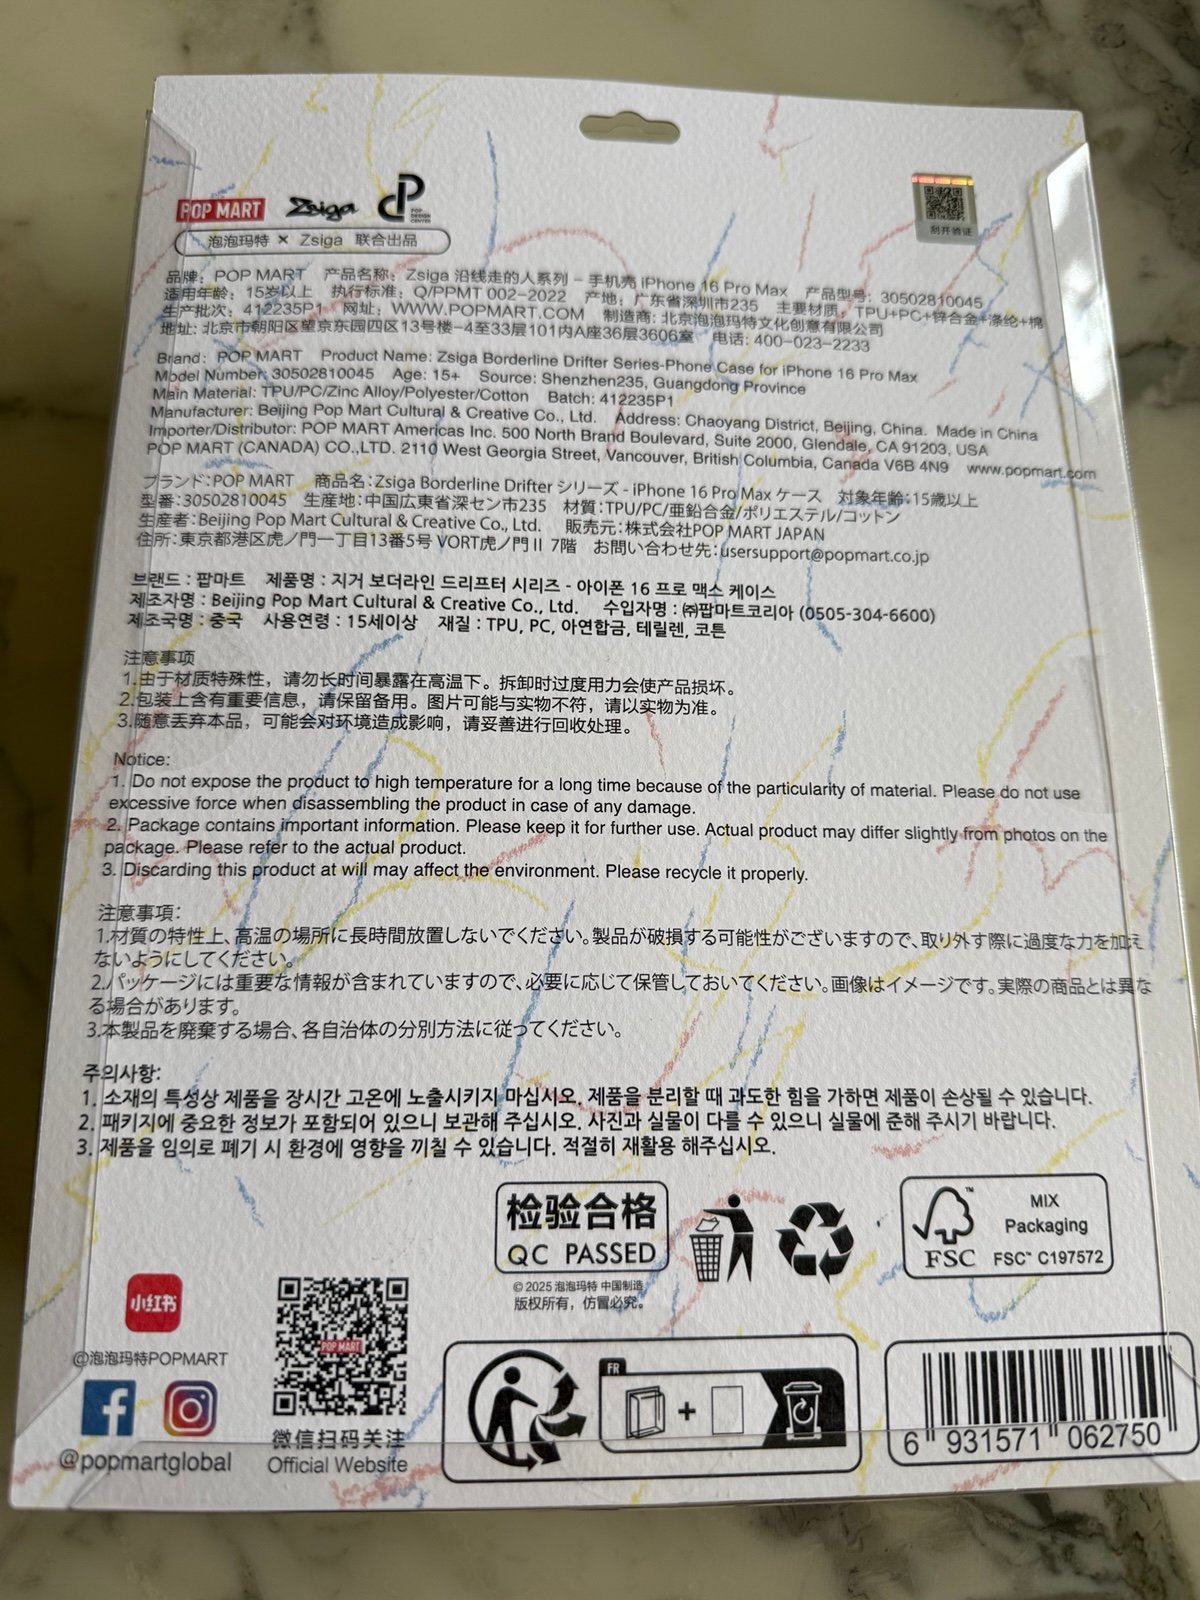 POP MART Zsiga POP DESIGN CENTER
泡泡玛特 × Zsiga 联合出品
刮开验证
品牌：POP MART 产品名称：Zsiga 沿线走的人系列 – 手机壳 iPhone 16 Pro Max 产品型号：30502810045
适用年龄：15岁以上 执行标准：Q/PPMT 002–2022 产地：广东省深圳市235 主要材质：TPU+PC+锌合金+涤纶+棉
生产批次：412235P1 网址：WWW.POPMART.COM 制造商：北京泡泡玛特文化创意有限公司
地址：北京市朝阳区望京东园四区13号楼–4至33层101内A座36层3606室 电话：400–023–2233
Brand：POP MART Product Name: Zsiga Borderline Drifter Series-Phone Case for iPhone 16 Pro Max
Model Number: 30502810045 Age: 15+ Source: Shenzhen235, Guangdong Province
Main Material: TPU/PC/Zinc Alloy/Polyester/Cotton Batch: 412235P1
Manufacturer: Beijing Pop Mart Cultural & Creative Co., Ltd. Address: Chaoyang District, Beijing, China. Made in China
Importer/Distributor: POP MART Americas Inc. 500 North Brand Boulevard, Suite 2000, Glendale, CA 91203, USA
POP MART (CANADA) CO.,LTD. 2110 West Georgia Street, Vancouver, British Columbia, Canada V6B 4N9 www.popmart.com
ブランド：POP MART 商品名：Zsiga Borderline Drifter シリーズ - iPhone 16 Pro Max ケース 対象年齢：15歳以上
型番：30502810045 生産地：中国広東省深セン市235 材質：TPU/PC/亜鉛合金/ポリエステル/コットン
生産者：Beijing Pop Mart Cultural & Creative Co., Ltd. 販売元：株式会社POP MART JAPAN
住所：東京都港区虎ノ門一丁目13番5号 VORT虎ノ門Ⅱ 7階 お問い合わせ先：usersupport@popmart.co.jp
브랜드 : 팝마트 제품명 : 지거 보더라인 드리프터 시리즈 - 아이폰 16 프로 맥스 케이스
제조자명 : Beijing Pop Mart Cultural & Creative Co., Ltd. 수입자명 : ㈜팝마트코리아 (0505-304-6600)
제조국명 : 중국 사용연령 : 15세이상 재질 : TPU, PC, 아연합금, 테릴렌, 코튼
注意事项
1.由于材质特殊性，请勿长时间暴露在高温下。拆卸时过度用力会使产品损坏。
2.包装上含有重要信息，请保留备用。图片可能与实物不符，请以实物为准。
3.随意丢弃本品，可能会对环境造成影响，请妥善进行回收处理。
Notice:
1. Do not expose the product to high temperature for a long time because of the particularity of material. Please do not use
excessive force when disassembling the product in case of any damage.
2. Package contains important information. Please keep it for further use. Actual product may differ slightly from photos on the
package. Please refer to the actual product.
3. Discarding this product at will may affect the environment. Please recycle it properly.
注意事項：
1.材質の特性上、高温の場所に長時間放置しないでください。製品が破損する可能性がございますので、取り外す際に過度な力を加え
ないようにしてください。
2.パッケージには重要な情報が含まれていますので、必要に応じて保管しておいてください。画像はイメージです。実際の商品とは異な
る場合があります。
3.本製品を廃棄する場合、各自治体の分別方法に従ってください。
주의사항:
1. 소재의 특성상 제품을 장시간 고온에 노출시키지 마십시오. 제품을 분리할 때 과도한 힘을 가하면 제품이 손상될 수 있습니다.
2. 패키지에 중요한 정보가 포함되어 있으니 보관해 주십시오. 사진과 실물이 다를 수 있으니 실물에 준해 주시기 바랍니다.
3. 제품을 임의로 폐기 시 환경에 영향을 끼칠 수 있습니다. 적절히 재활용 해주십시오.
检验合格
QC PASSED
©2025 泡泡玛特 中国制造
版权所有，仿冒必究。
FSC™
MIX
Packaging
FSC™ C197572
小红书
@泡泡玛特POPMART
@popmartglobal
POP MART
微信扫码关注
Official Website
FR
+
6 931571 062750